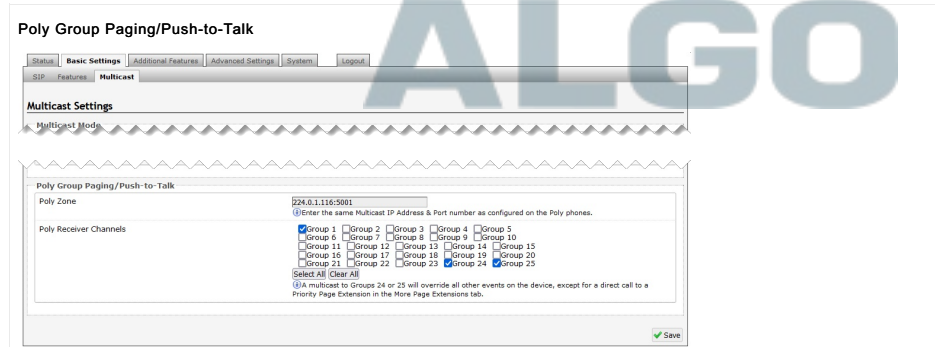 ALGO
Poly Group Paging/Push-to-Talk
Status Basic Settings Additional Features Advanced Settings System Logout
SIP Features Multicast
Multicast Settings
Multicast Mode
Poly Group Paging/Push-to-Talk
Poly Zone
224.0.1.116:5001
Enter the same Multicast IP Address & Port number as configured on the Poly phones.
Poly Receiver Channels
Group 1 Group 2 Group 3 Group 4 Group 5
Group 6 Group 7 Group 8 Group 9 Group 10
Group 11 Group 12 Group 13 Group 14 Group 15
Group 16 Group 17 Group 18 Group 19 Group 20
Group 21 Group 22 Group 23 Group 24 Group 25
Select All Clear All
A multicast to Groups 24 or 25 will override all other events on the device, except for a direct call to a
Priority Page Extension in the More Page Extensions tab.
Save